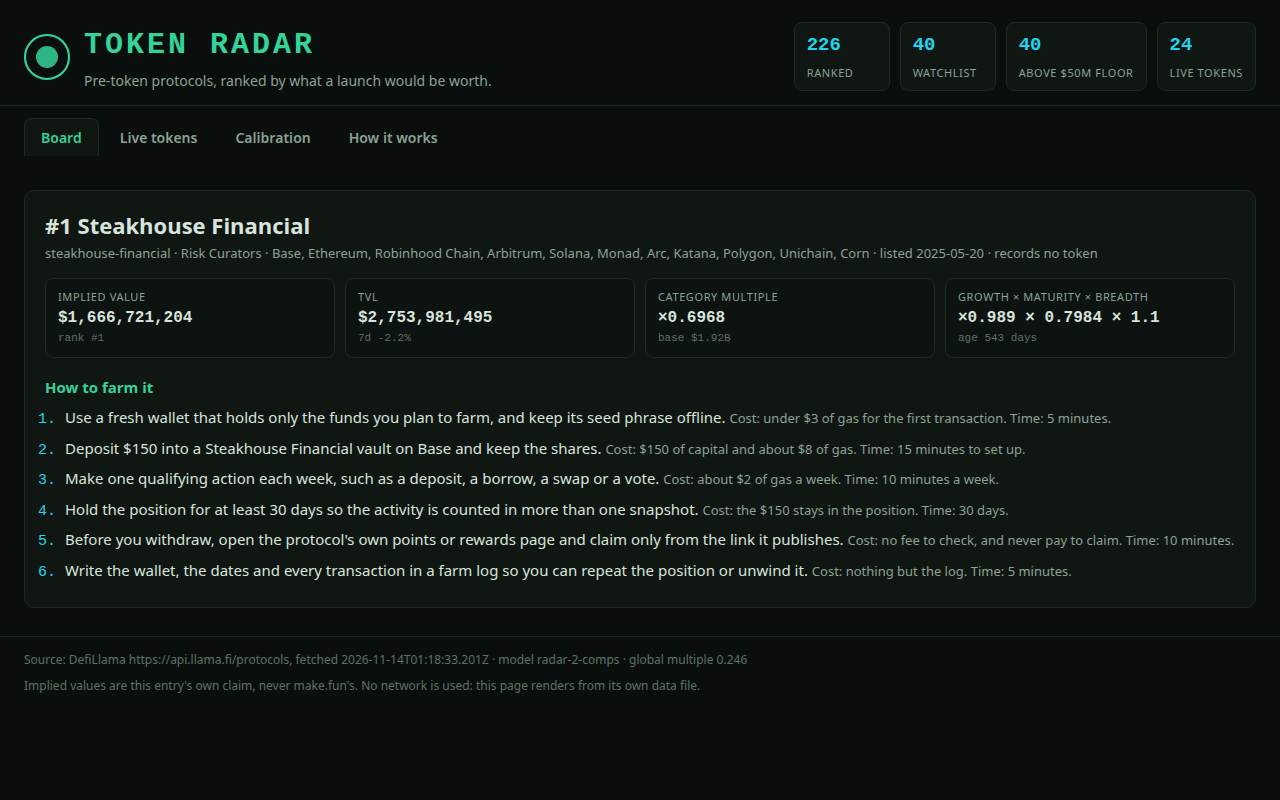 TOKEN RADAR
Pre-token protocols, ranked by what a launch would be worth.
226
RANKED
40
WATCHLIST
40
ABOVE $50M FLOOR
24
LIVE TOKENS
Board
Live tokens
Calibration
How it works
#1 Steakhouse Financial
steakhouse-financial · Risk Curators · Base, Ethereum, Robinhood Chain, Arbitrum, Solana, Monad, Arc, Katana, Polygon, Unichain, Corn · listed 2025-05-20 · records no token
IMPLIED VALUE
$1,666,721,204
rank #1
TVL
$2,753,981,495
7d -2.2%
CATEGORY MULTIPLE
×0.6968
base $1.92B
GROWTH × MATURITY × BREADTH
×0.989 × 0.7984 × 1.1
age 543 days
How to farm it
1. Use a fresh wallet that holds only the funds you plan to farm, and keep its seed phrase offline. Cost: under $3 of gas for the first transaction. Time: 5 minutes.
2. Deposit $150 into a Steakhouse Financial vault on Base and keep the shares. Cost: $150 of capital and about $8 of gas. Time: 15 minutes to set up.
3. Make one qualifying action each week, such as a deposit, a borrow, a swap or a vote. Cost: about $2 of gas a week. Time: 10 minutes a week.
4. Hold the position for at least 30 days so the activity is counted in more than one snapshot. Cost: the $150 stays in the position. Time: 30 days.
5. Before you withdraw, open the protocol's own points or rewards page and claim only from the link it publishes. Cost: no fee to check, and never pay to claim. Time: 10 minutes.
6. Write the wallet, the dates and every transaction in a farm log so you can repeat the position or unwind it. Cost: nothing but the log. Time: 5 minutes.
Source: DefiLlama https://api.llama.fi/protocols, fetched 2026-11-14T01:18:33.201Z · model radar-2-comps · global multiple 0.246
Implied values are this entry's own claim, never make.fun's. No network is used: this page renders from its own data file.